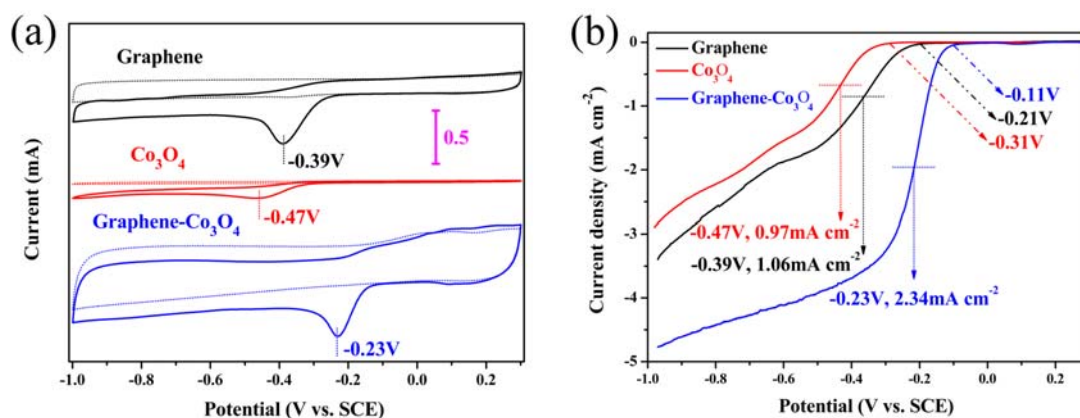 (a)
Graphene
0.5
-0.39V
Co₃O₄
-0.47V
Graphene-Co₃O₄
-0.23V
Current (mA)
-1.0 -0.8 -0.6 -0.4 -0.2 0.0 0.2
Potential (V vs. SCE)
(b)
Graphene
Co₃O₄
Graphene-Co₃O₄
-0.11V
-0.21V
-0.31V
-0.47V, 0.97mA cm⁻²
-0.39V, 1.06mA cm⁻²
-0.23V, 2.34mA cm⁻²
Current density (mA cm⁻²)
0
-1
-2
-3
-4
-5
-1.0 -0.8 -0.6 -0.4 -0.2 0.0 0.2
Potential (V vs. SCE)